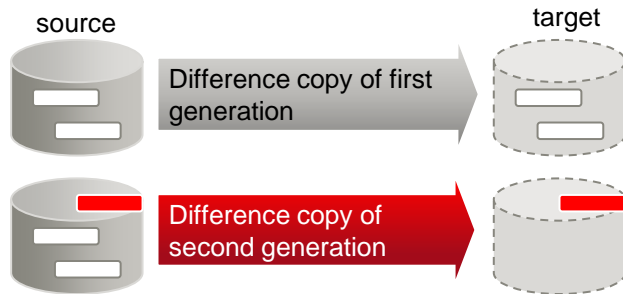 source
target
Difference copy of first
generation
Difference copy of
second generation